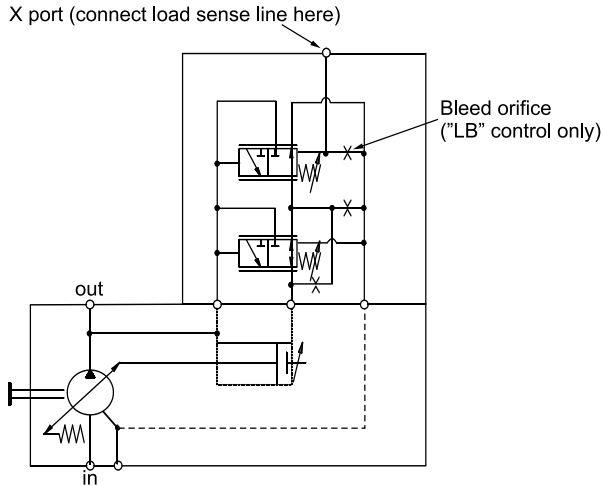 X port (connect load sense line here)
Bleed orifice
("LB" control only)
out
in